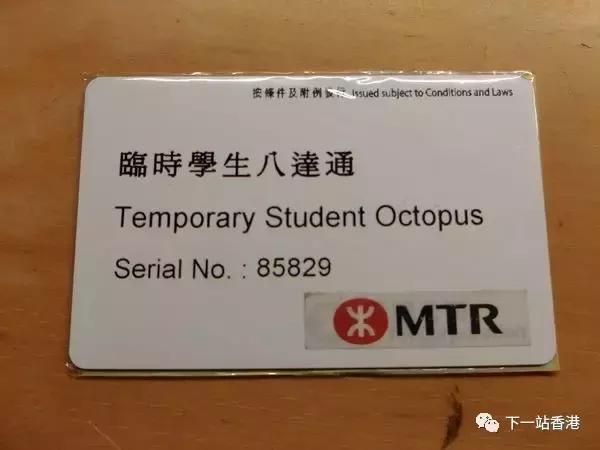 按條件及附例發行 Issued subject to Conditions and Laws
臨時學生八達通
Temporary Student Octopus
Serial No. : 85829
MTR
下一站香港